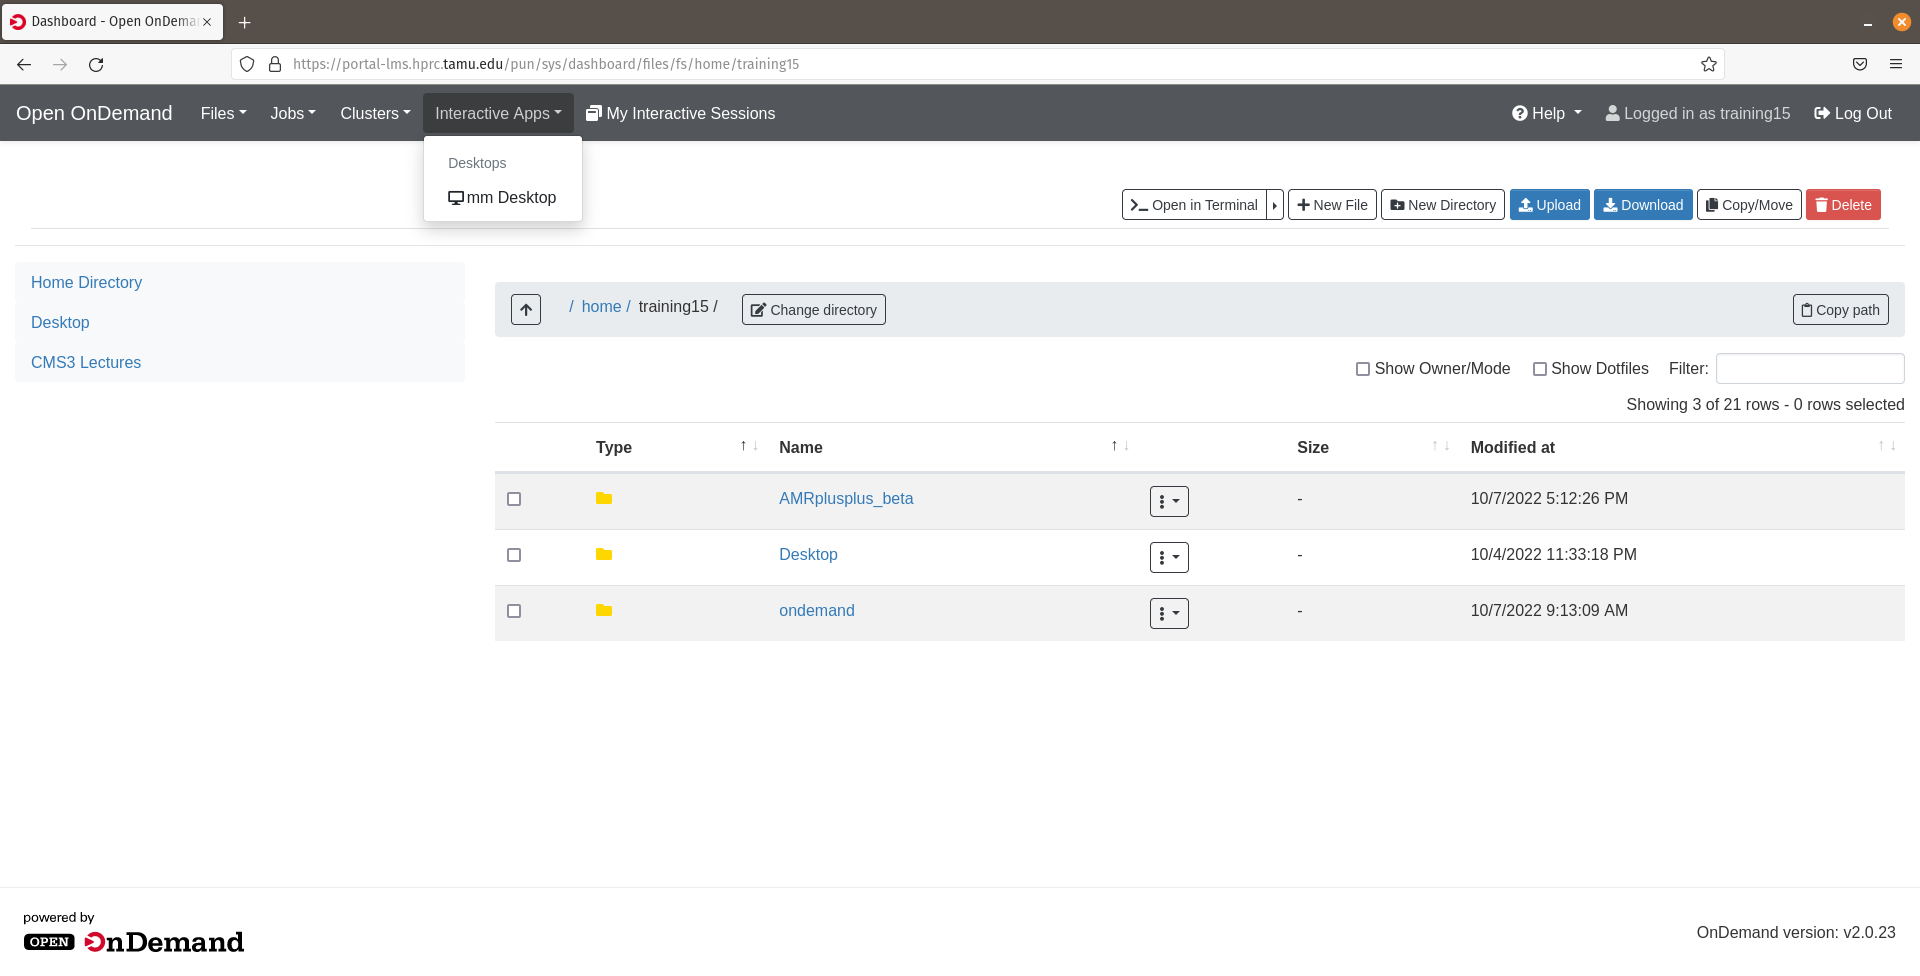 Dashboard - Open OnDema
https://portal-lms.hprc.tamu.edu/pun/sys/dashboard/files/fs/home/training15
Open OnDemand Files Jobs Clusters Interactive Apps My Interactive Sessions Help Logged in as training15 Log Out
Desktops
mm Desktop
Open in Terminal New File New Directory Upload Download Copy/Move Delete
Home Directory
Desktop
CMS3 Lectures
/ home / training15 / Change directory Copy path
Show Owner/Mode Show Dotfiles Filter:
Showing 3 of 21 rows - 0 rows selected
Type Name Size Modified at
AMRplusplus_beta - 10/7/2022 5:12:26 PM
Desktop - 10/4/2022 11:33:18 PM
ondemand - 10/7/2022 9:13:09 AM
powered by
OPEN OnDemand
OnDemand version: v2.0.23